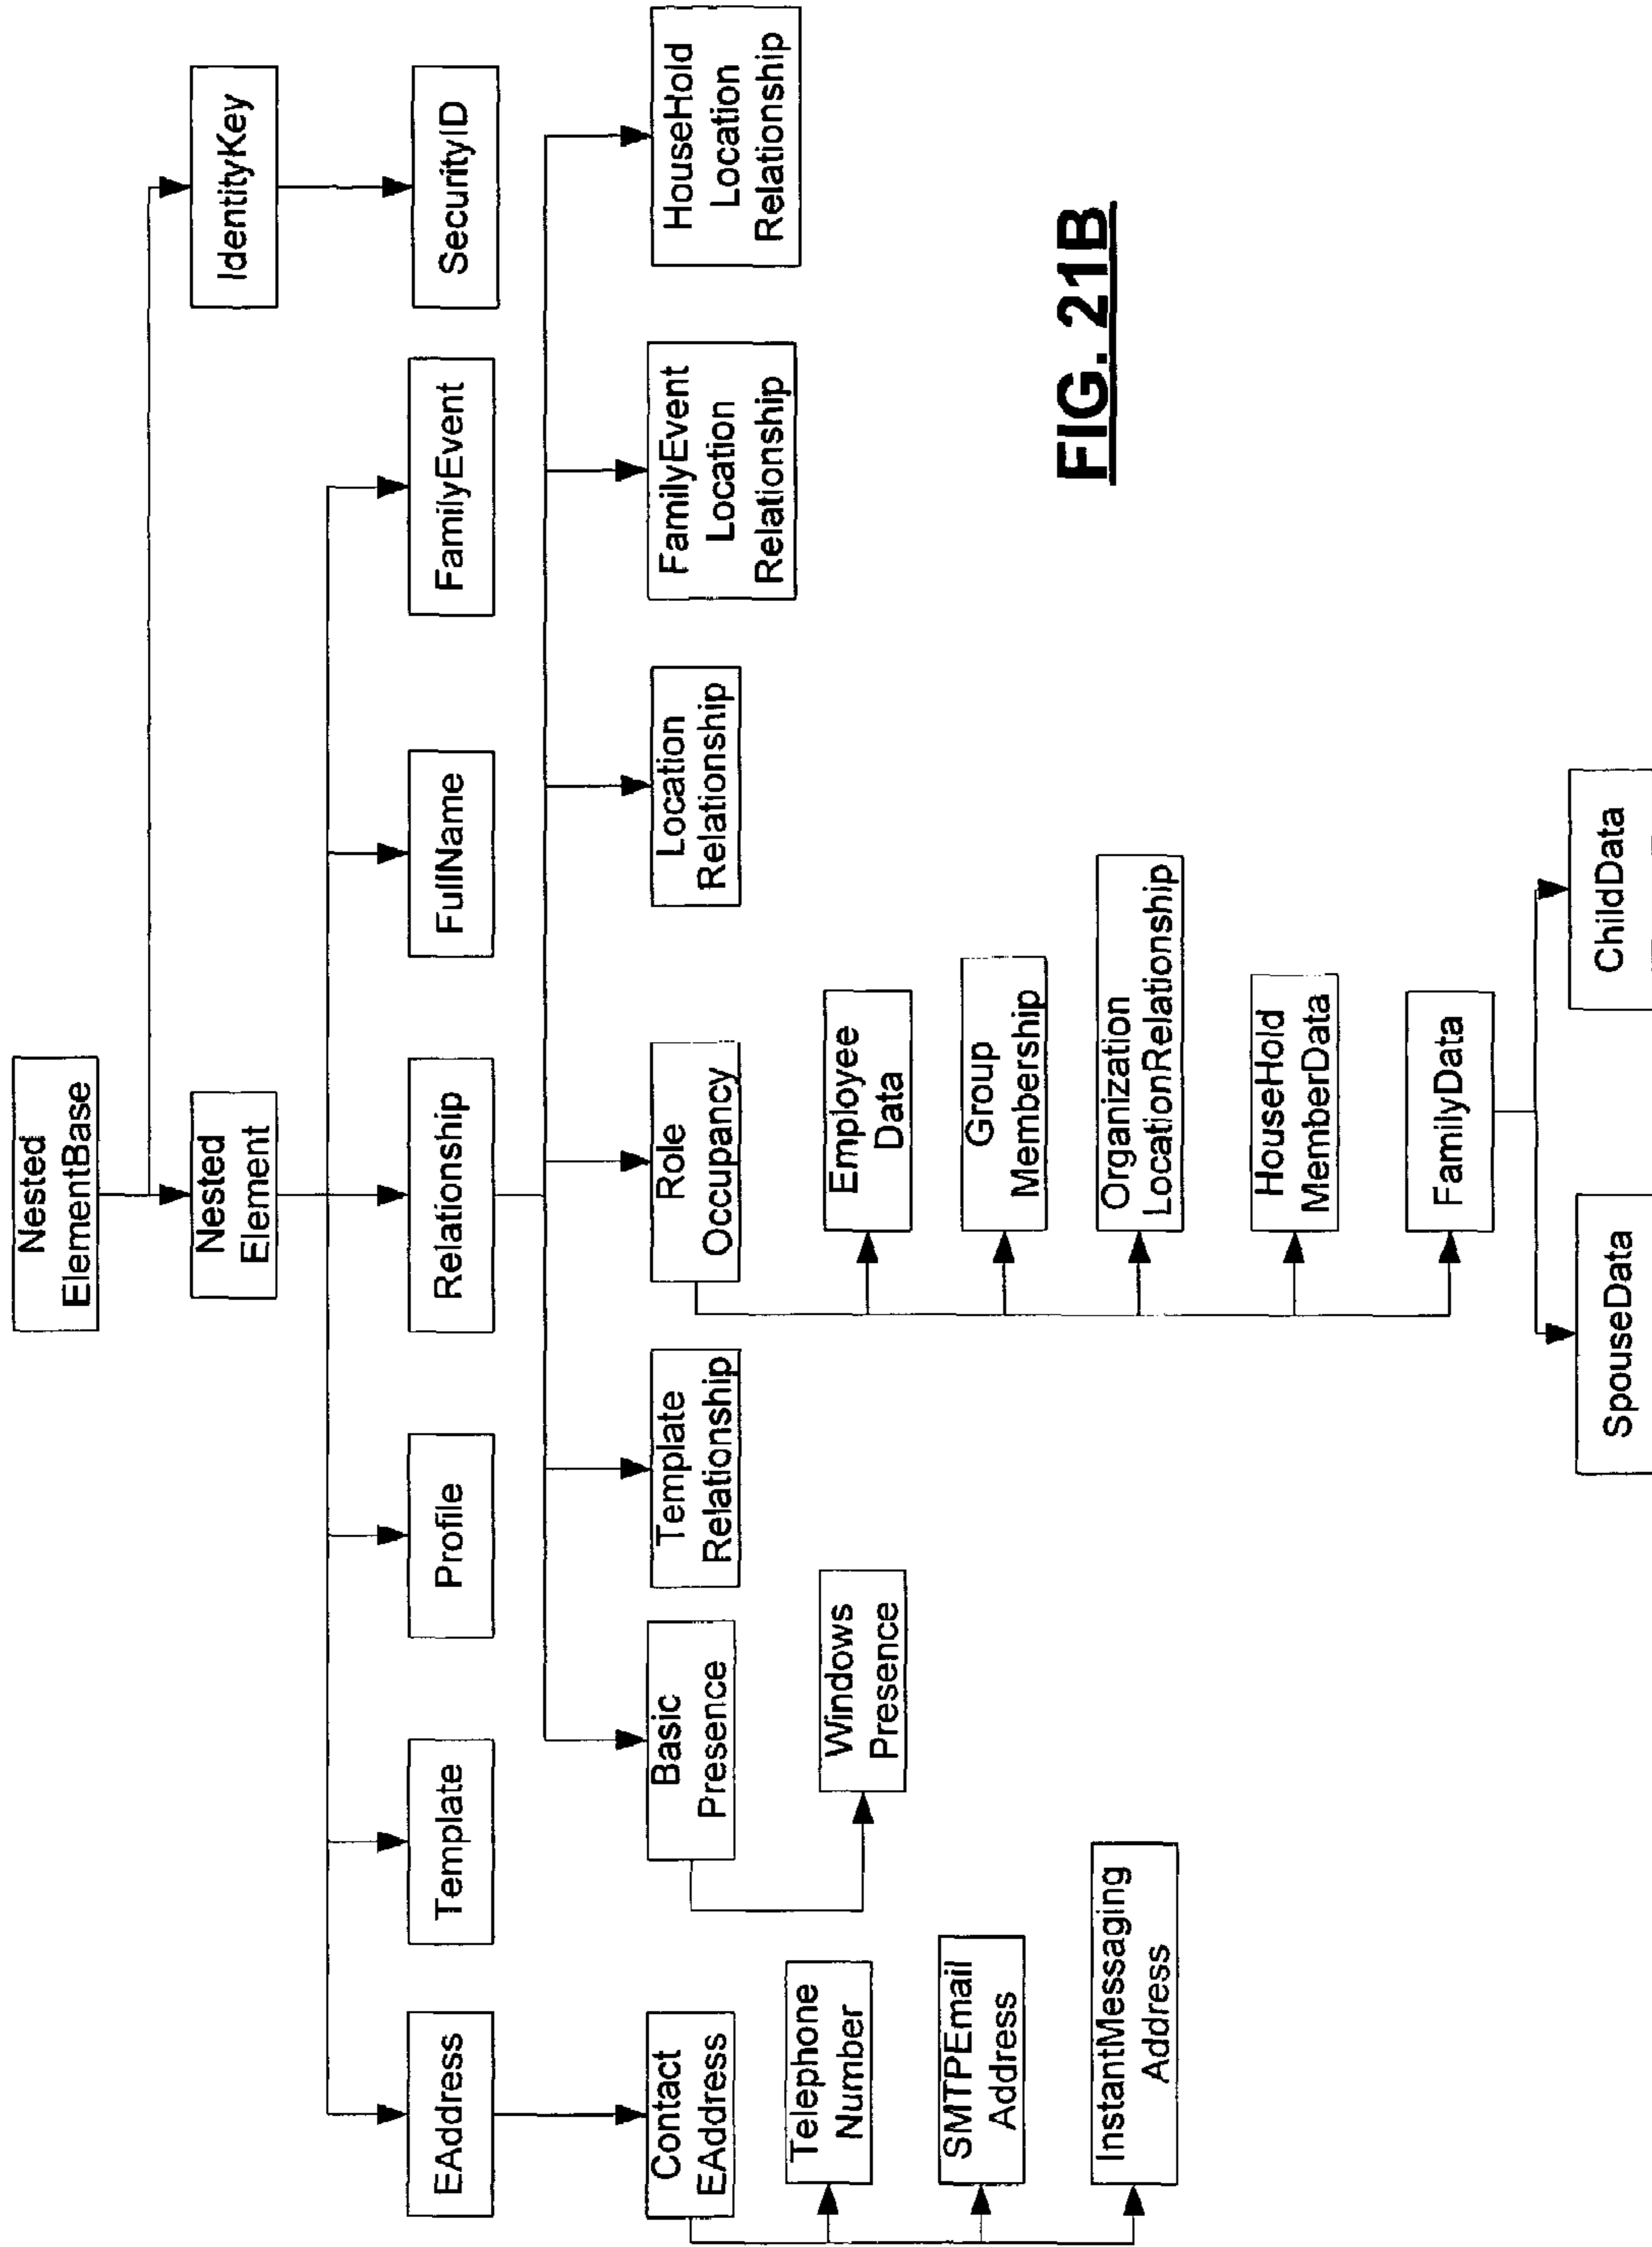 Nested
ElementBase
Nested
Element
IdentityKey
EAddress
Template
Profile
Relationship
FullName
FamilyEvent
SecurityID
Contact
EAddress
Basic
Presence
Template
Relationship
Role
Occupancy
Location
Relationship
FamilyEvent
Location
Relationship
HouseHold
Location
Relationship
Telephone
Number
SMTPEmail
Address
InstantMessaging
Address
Windows
Presence
Employee
Data
Group
Membership
Organization
LocationRelationship
HouseHold
MemberData
FamilyData
SpouseData
ChildData
FIG. 21B